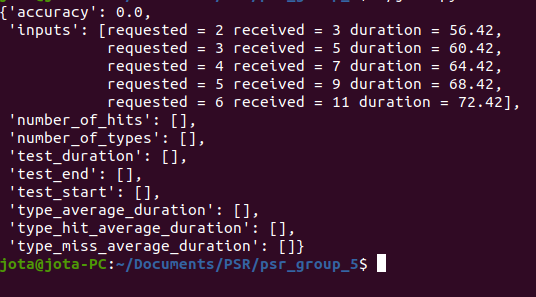 {'accuracy': 0.0,
 'inputs': [requested = 2 received = 3 duration = 56.42,
            requested = 3 received = 5 duration = 60.42,
            requested = 4 received = 7 duration = 64.42,
            requested = 5 received = 9 duration = 68.42,
            requested = 6 received = 11 duration = 72.42],
 'number_of_hits': [],
 'number_of_types': [],
 'test_duration': [],
 'test_end': [],
 'test_start': [],
 'type_average_duration': [],
 'type_hit_average_duration': [],
 'type_miss_average_duration': []}
jota@jota-PC:~/Documents/PSR/psr_group_5$